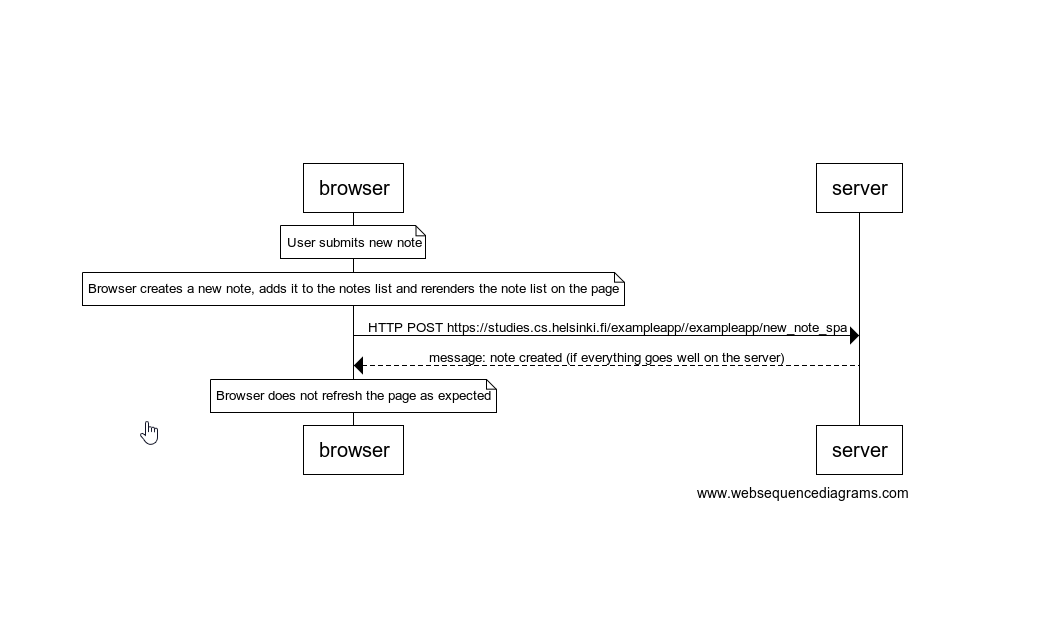 browser
server
User submits new note
Browser creates a new note, adds it to the notes list and rerenders the note list on the page
HTTP POST https://studies.cs.helsinki.fi/exampleapp//exampleapp/new_note_spa
message: note created (if everything goes well on the server)
Browser does not refresh the page as expected
browser
server
www.websequencediagrams.com